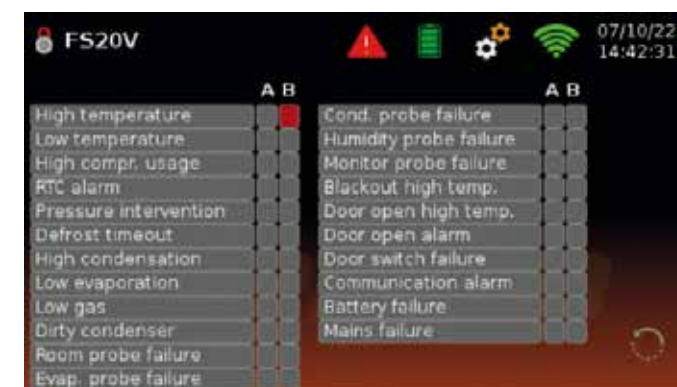 FS20V
07/10/22
14:42:31
A B
High temperature
Low temperature
High compr. usage
RTC alarm
Pressure intervention
Defrost timeout
High condensation
Low evaporation
Low gas
Dirty condenser
Room probe failure
Evap. probe failure
A B
Cond. probe failure
Humidity probe failure
Monitor probe failure
Blackout high temp.
Door open high temp.
Door open alarm
Door switch failure
Communication alarm
Battery failure
Mains failure